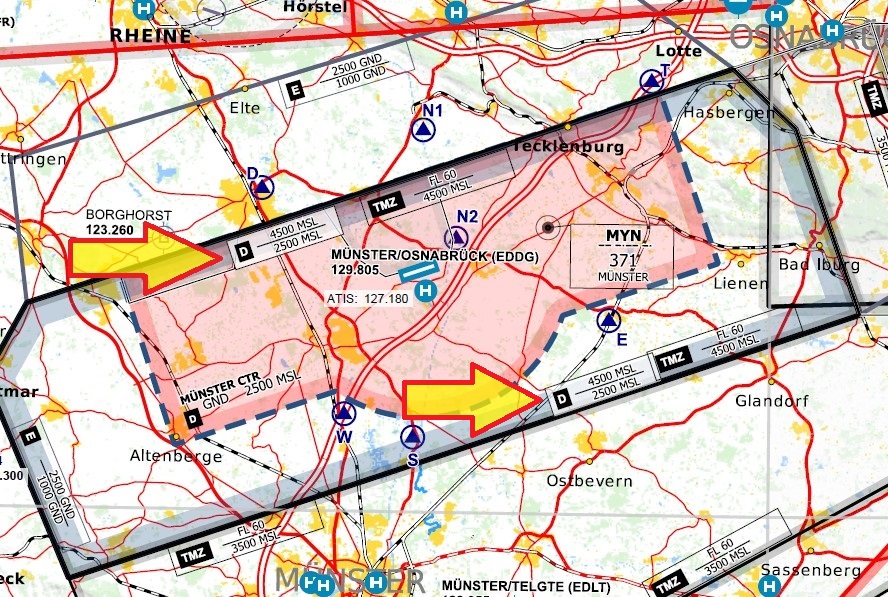 FR)
RHEINE
Hörstel
OSNABRÜ
Lotte
T
E
2500 GND
1000 GND
Elte
N1
Hasbergen
ttringen
Tecklenburg
D
TMZ
FL 60
4500 MSL
TMZ
BORGHORST
123.260
N2
D
4500 MSL
2500 MSL
MÜNSTER/OSNABRÜCK (EDDG)
129.805
MYN
371
MÜNSTER
Bad Iburg
Lienen
ATIS: 127.180
H
E
TMZ
FL 60
4500 MSL
D
4500 MSL
2500 MSL
MÜNSTER CTR
D
GND 2500 MSL
tmar
Glandorf
W
S
E
2500 GND
1000 GND
Altenberge
.300
Ostbevern
TMZ
FL 60
3500 MSL
TMZ
FL 60
3500 MSL
Sassenberg
eck
MÜNSTER
MÜNSTER/TELGTE (EDLT)